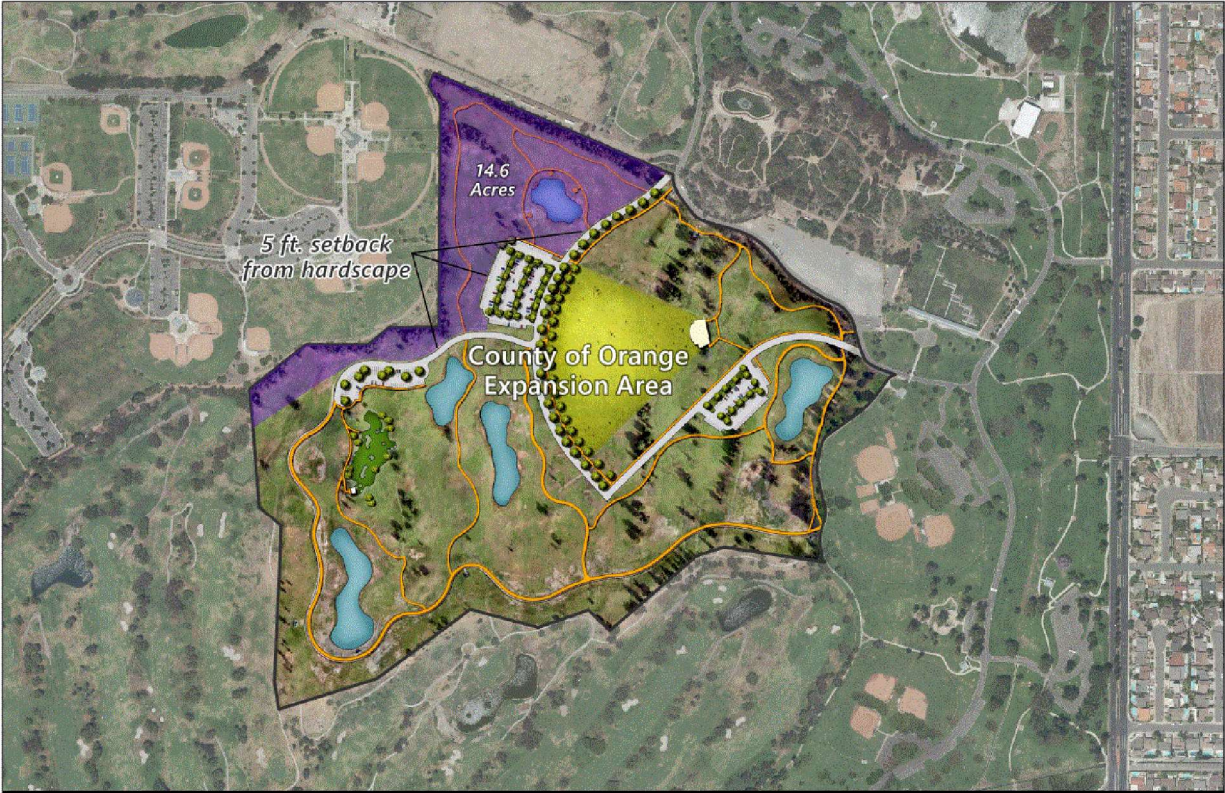 14.6
Acres
5 ft. setback
from hardscape
County of Orange
Expansion Area